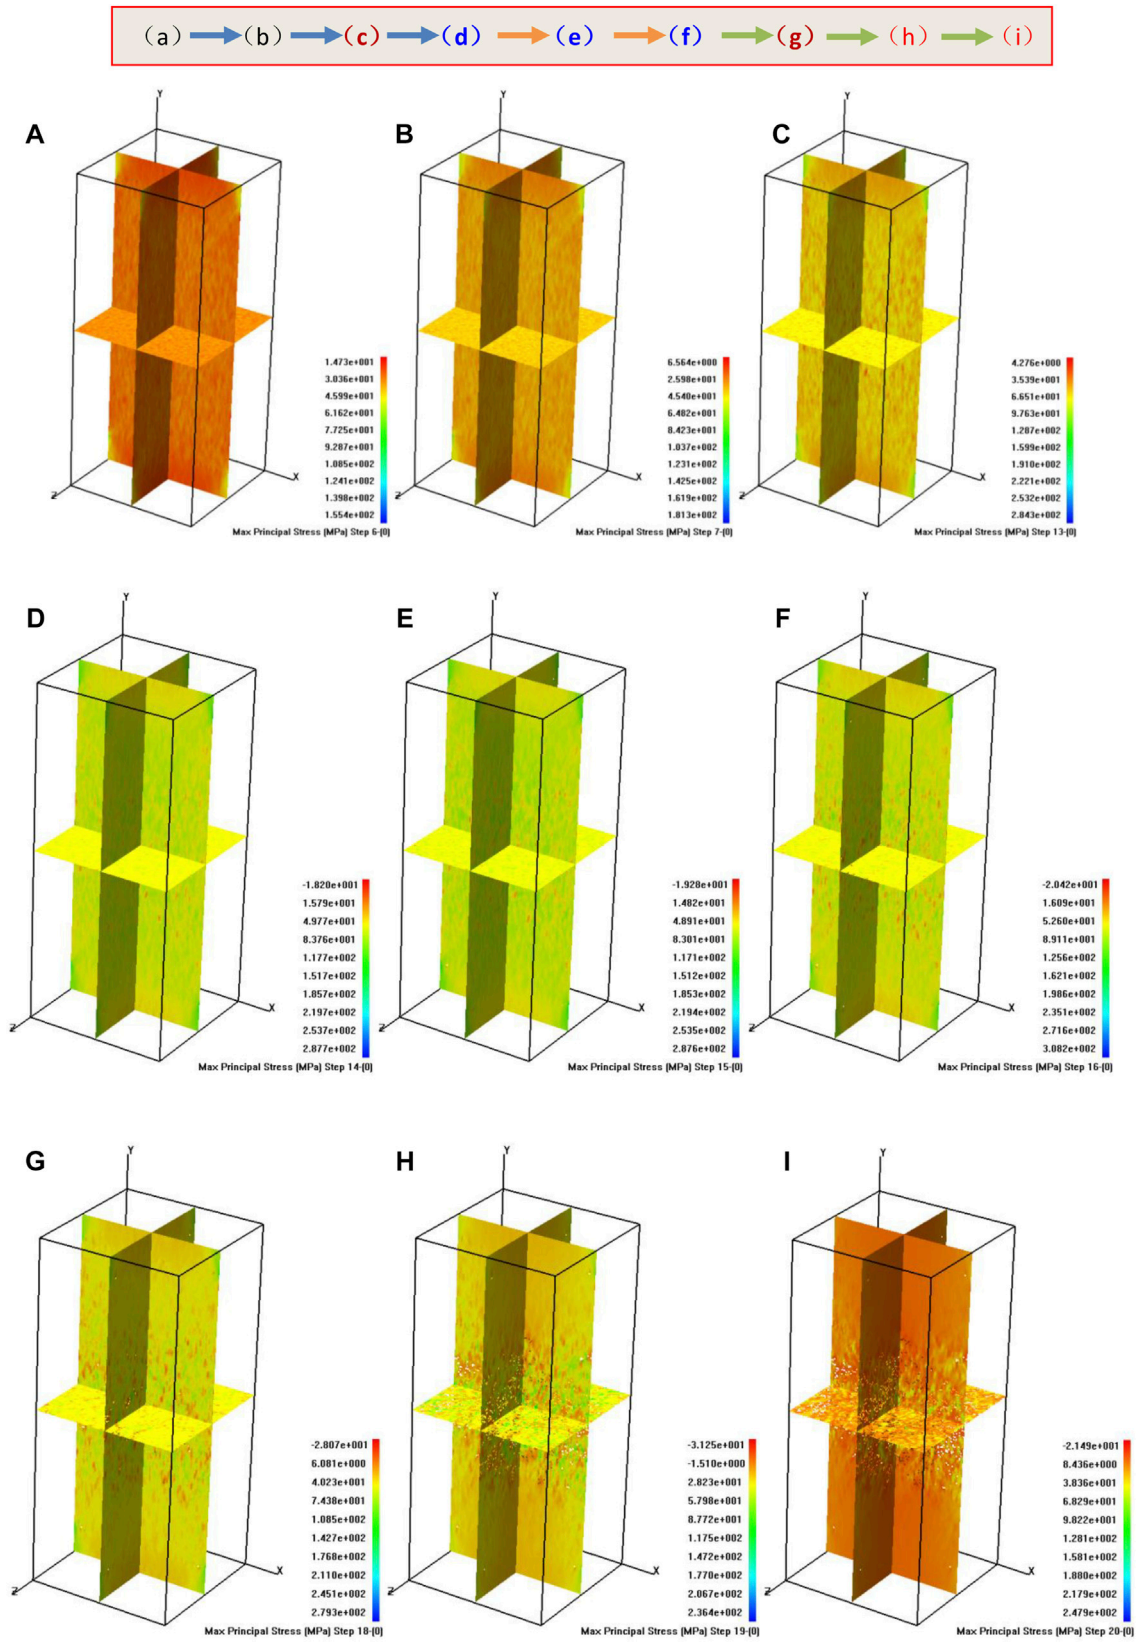 (a) (b) (c) (d) (e) (f) (g) (h) (i)
A
Y
X
Z
1.473e+001
3.036e+001
4.599e+001
6.162e+001
7.725e+001
9.287e+001
1.085e+002
1.241e+002
1.398e+002
1.554e+002
Max Principal Stress (MPa) Step 6-(0)
B
Y
X
Z
6.564e+000
2.598e+001
4.540e+001
6.482e+001
8.423e+001
1.037e+002
1.231e+002
1.425e+002
1.619e+002
1.813e+002
Max Principal Stress (MPa) Step 7-(0)
C
Y
X
Z
4.276e+000
3.539e+001
6.651e+001
9.763e+001
1.287e+002
1.599e+002
1.910e+002
2.221e+002
2.532e+002
2.843e+002
Max Principal Stress (MPa) Step 13-(0)
D
Y
X
Z
-1.820e+001
1.579e+001
4.977e+001
8.376e+001
1.177e+002
1.517e+002
1.857e+002
2.197e+002
2.537e+002
2.877e+002
Max Principal Stress (MPa) Step 14-(0)
E
Y
X
Z
-1.928e+001
1.482e+001
4.891e+001
8.301e+001
1.171e+002
1.512e+002
1.853e+002
2.194e+002
2.535e+002
2.876e+002
Max Principal Stress (MPa) Step 15-(0)
F
Y
X
Z
-2.042e+001
1.609e+001
5.260e+001
8.911e+001
1.256e+002
1.621e+002
1.986e+002
2.351e+002
2.716e+002
3.082e+002
Max Principal Stress (MPa) Step 16-(0)
G
Y
X
Z
-2.807e+001
6.081e+000
4.023e+001
7.438e+001
1.085e+002
1.427e+002
1.768e+002
2.110e+002
2.451e+002
2.793e+002
Max Principal Stress (MPa) Step 18-(0)
H
Y
X
Z
-3.125e+001
-1.510e+000
2.823e+001
5.798e+001
8.772e+001
1.175e+002
1.472e+002
1.770e+002
2.067e+002
2.364e+002
Max Principal Stress (MPa) Step 19-(0)
I
Y
X
Z
-2.149e+001
8.436e+000
3.836e+001
6.829e+001
9.822e+001
1.281e+002
1.581e+002
1.880e+002
2.179e+002
2.479e+002
Max Principal Stress (MPa) Step 20-(0)